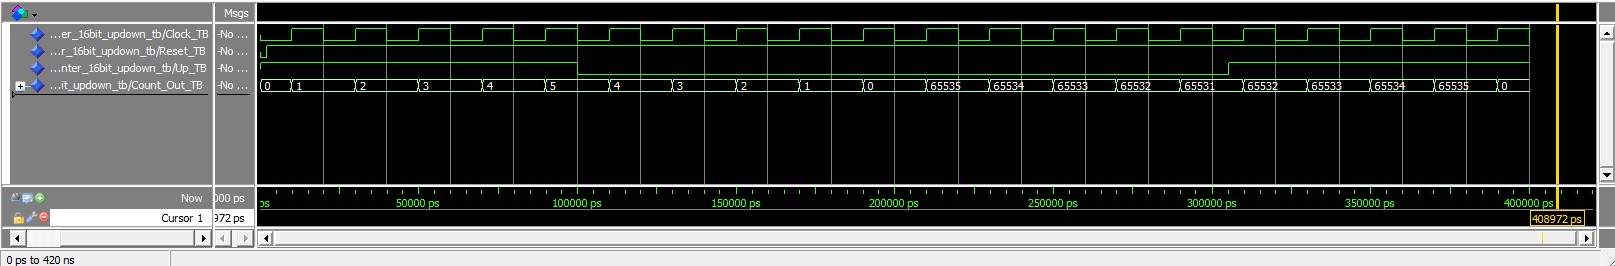 Msgs
...er_16bit_updown_tb/Clock_TB -No ...
...r_16bit_updown_tb/Reset_TB -No ...
...nter_16bit_updown_tb/Up_TB -No ...
...it_updown_tb/Count_Out_TB -No ... 0 1 2 3 4 5 4 3 2 1 0 65535 65534 65533 65532 65531 65532 65533 65534 65535 0
Now 000 ps ps 50000 ps 100000 ps 150000 ps 200000 ps 250000 ps 300000 ps 350000 ps 400000 ps
Cursor 1 972 ps 408972 ps
0 ps to 420 ns